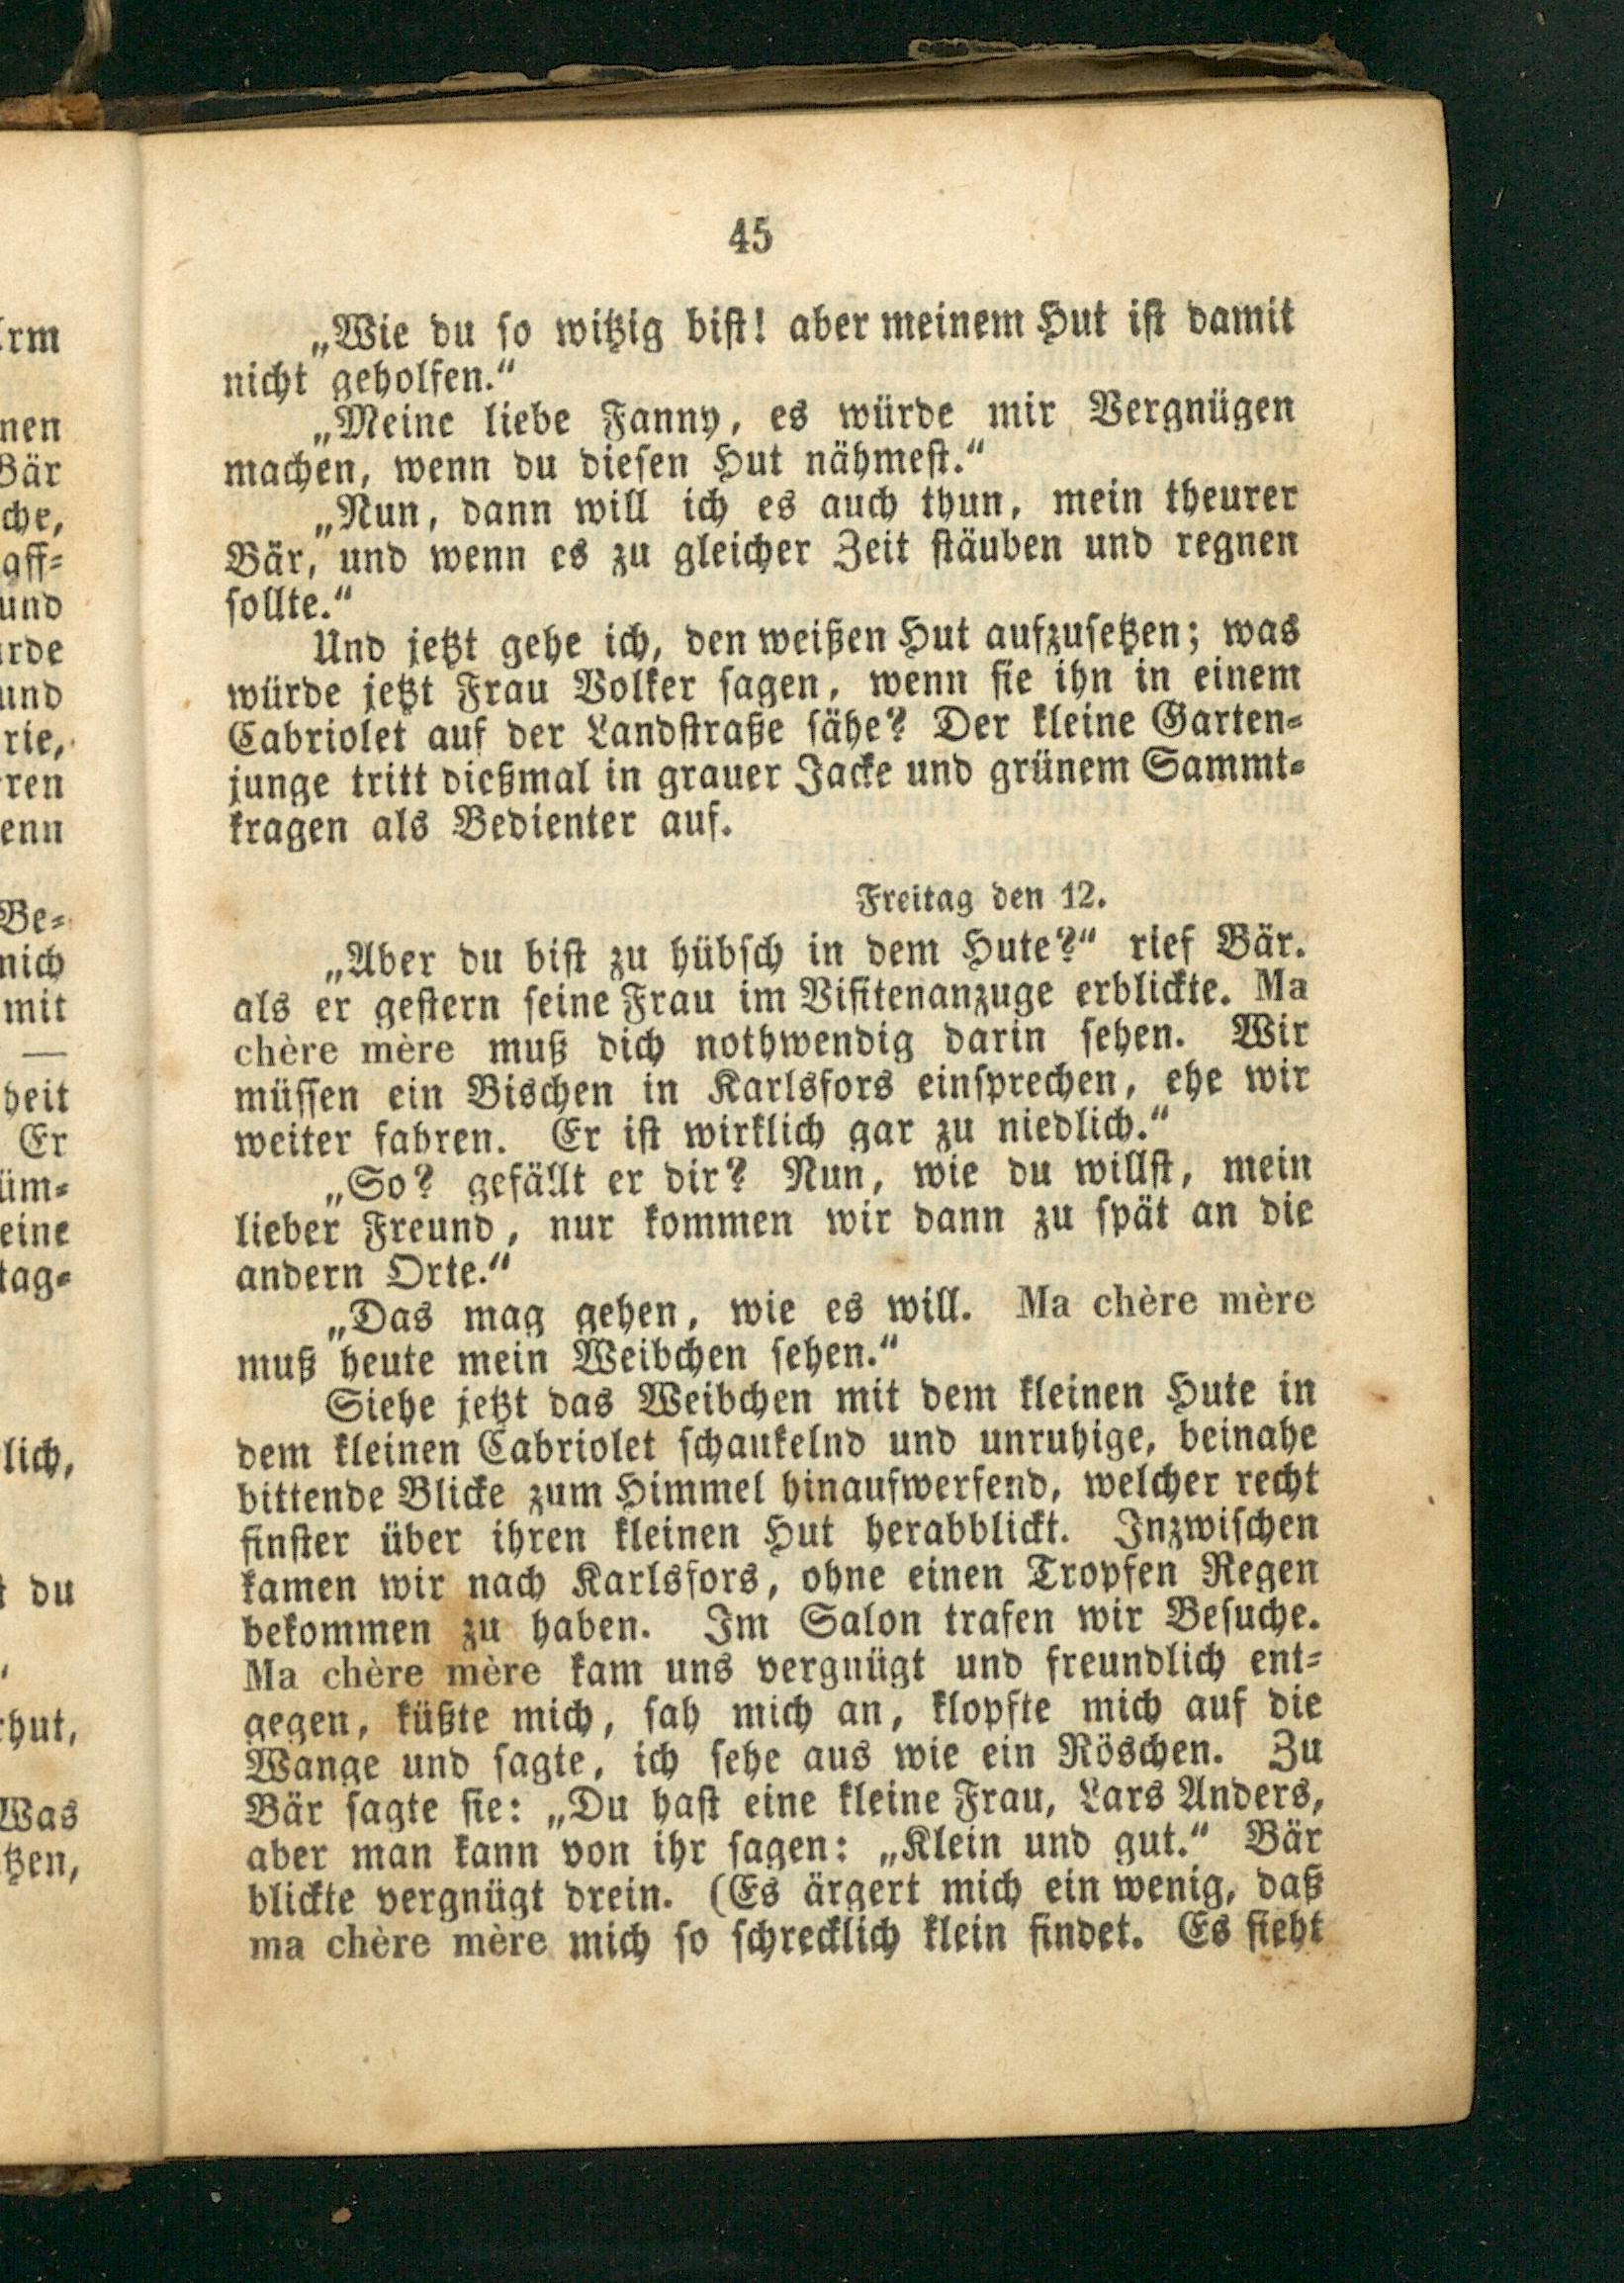 45
„Wie du so witzig bist! aber meinem Hut ist damit
nicht geholfen.“
„Meine liebe Fanny, es würde mir Vergnügen
machen, wenn du diesen Hut nähmest.“
„Nun, dann will ich es auch thun, mein theurer
Bär, und wenn es zu gleicher Zeit stäuben und regnen
sollte.“
Und jetzt gehe ich, den weißen Hut aufzusetzen; was
würde jetzt Frau Volker sagen, wenn sie ihn in einem
Cabriolet auf der Landstraße sähe? Der kleine Garten-
junge tritt dießmal in grauer Jacke und grünem Sammt-
kragen als Bedienter auf.
Freitag den 12.
„Aber du bist zu hübsch in dem Hute?“ rief Bär.
als er gestern seine Frau im Visitenanzuge erblickte. Ma
chère mère muß dich nothwendig darin sehen. Wir
müssen ein Bischen in Karlsfors einsprechen, ehe wir
weiter fahren. Er ist wirklich gar zu niedlich.“
„So? gefällt er dir? Nun, wie du willst, mein
lieber Freund, nur kommen wir dann zu spät an die
andern Orte.“
„Das mag gehen, wie es will. Ma chère mère
muß heute mein Weibchen sehen.“
Siehe jetzt das Weibchen mit dem kleinen Hute in
dem kleinen Cabriolet schaukelnd und unruhige, beinahe
bittende Blicke zum Himmel hinaufwerfend, welcher recht
finster über ihren kleinen Hut herabblickt. Inzwischen
kamen wir nach Karlsfors, ohne einen Tropfen Regen
bekommen zu haben. Im Salon trafen wir Besuche.
Ma chère mère kam uns vergnügt und freundlich ent-
gegen, küßte mich, sah mich an, klopfte mich auf die
Wange und sagte, ich sehe aus wie ein Röschen. Zu
Bär sagte sie: „Du hast eine kleine Frau, Lars Anders,
aber man kann von ihr sagen: „Klein und gut.“ Bär
blickte vergnügt drein. (Es ärgert mich ein wenig, daß
ma chère mère mich so schrecklich klein findet. Es sieht